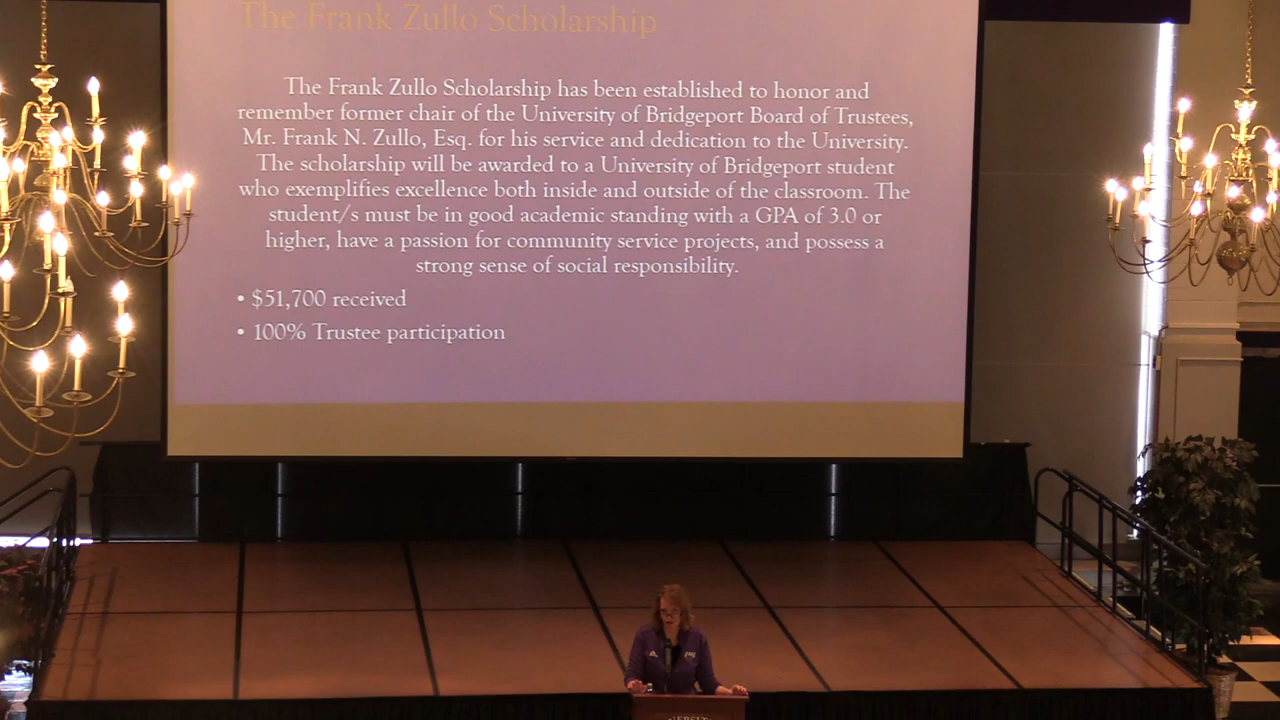 The Frank Zullo Scholarship
The Frank Zullo Scholarship has been established to honor and
remember former chair of the University of Bridgeport Board of Trustees,
Mr. Frank N. Zullo, Esq. for his service and dedication to the University.
The scholarship will be awarded to a University of Bridgeport student
who exemplifies excellence both inside and outside of the classroom. The
student/s must be in good academic standing with a GPA of 3.0 or
higher, have a passion for community service projects, and possess a
strong sense of social responsibility.
• $51,700 received
• 100% Trustee participation